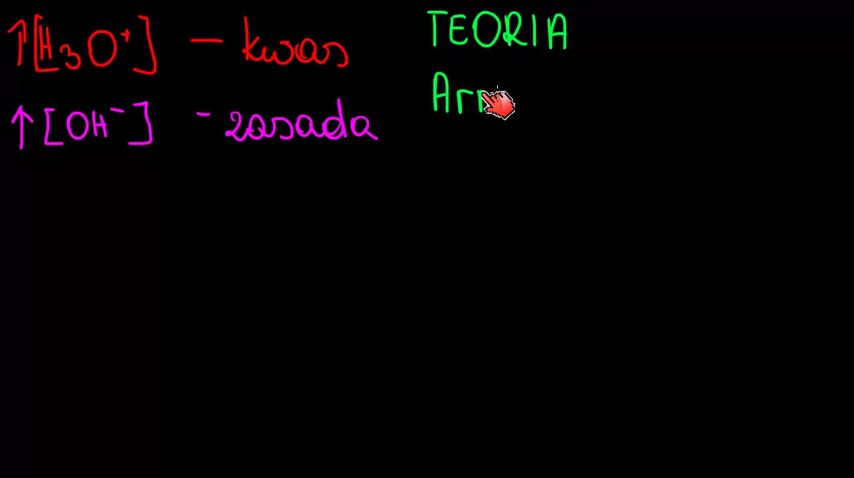 ↑[H₃O⁺] – kwas
↑[OH⁻] - zasada
TEORIA
Arr